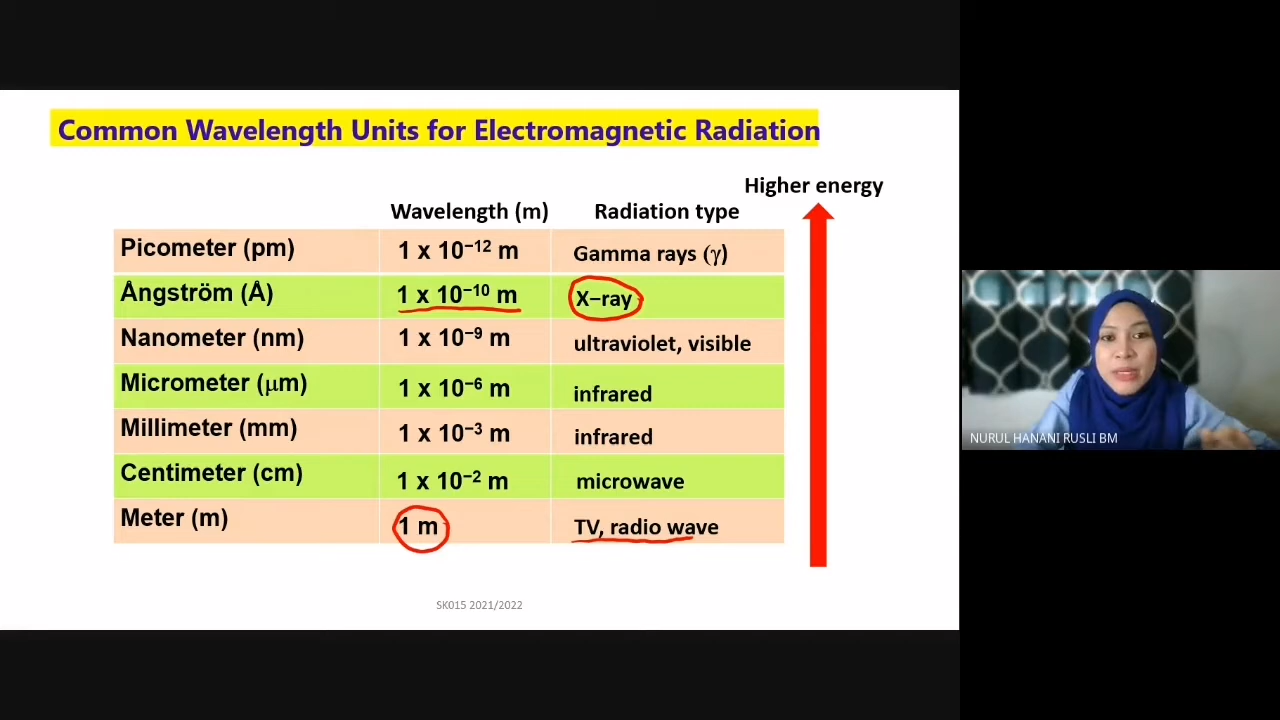 Common Wavelength Units for Electromagnetic Radiation
Higher energy
Wavelength (m) Radiation type
Picometer (pm) 1 x 10⁻¹² m Gamma rays (γ)
Ångström (Å) 1 x 10⁻¹⁰ m X−ray
Nanometer (nm) 1 x 10⁻⁹ m ultraviolet, visible
Micrometer (μm) 1 x 10⁻⁶ m infrared
Millimeter (mm) 1 x 10⁻³ m infrared
Centimeter (cm) 1 x 10⁻² m microwave
Meter (m) 1 m TV, radio wave
SK015 2021/2022
NURUL HANANI RUSLI BM